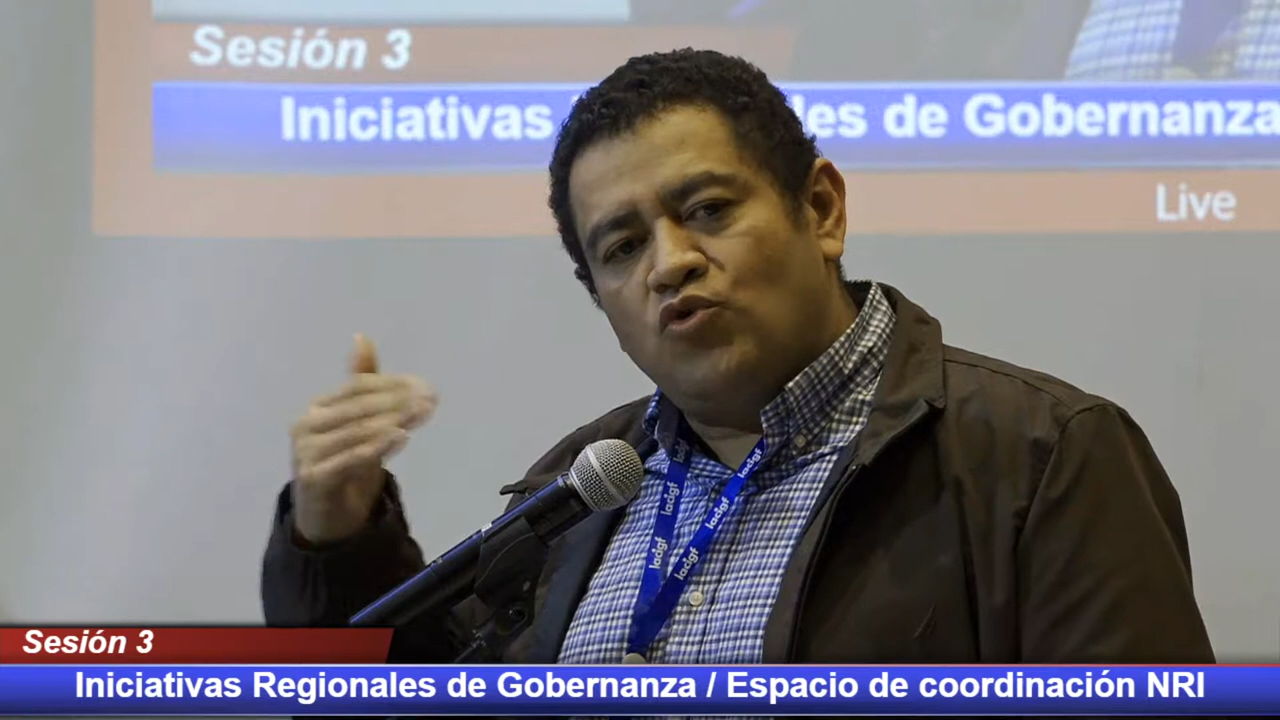 Sesión 3
Iniciativas
les de Gobernanza
Live
lacigf
lacigf
lacigf
lacigf
lacigf
Sesión 3
Iniciativas Regionales de Gobernanza / Espacio de coordinación NRI